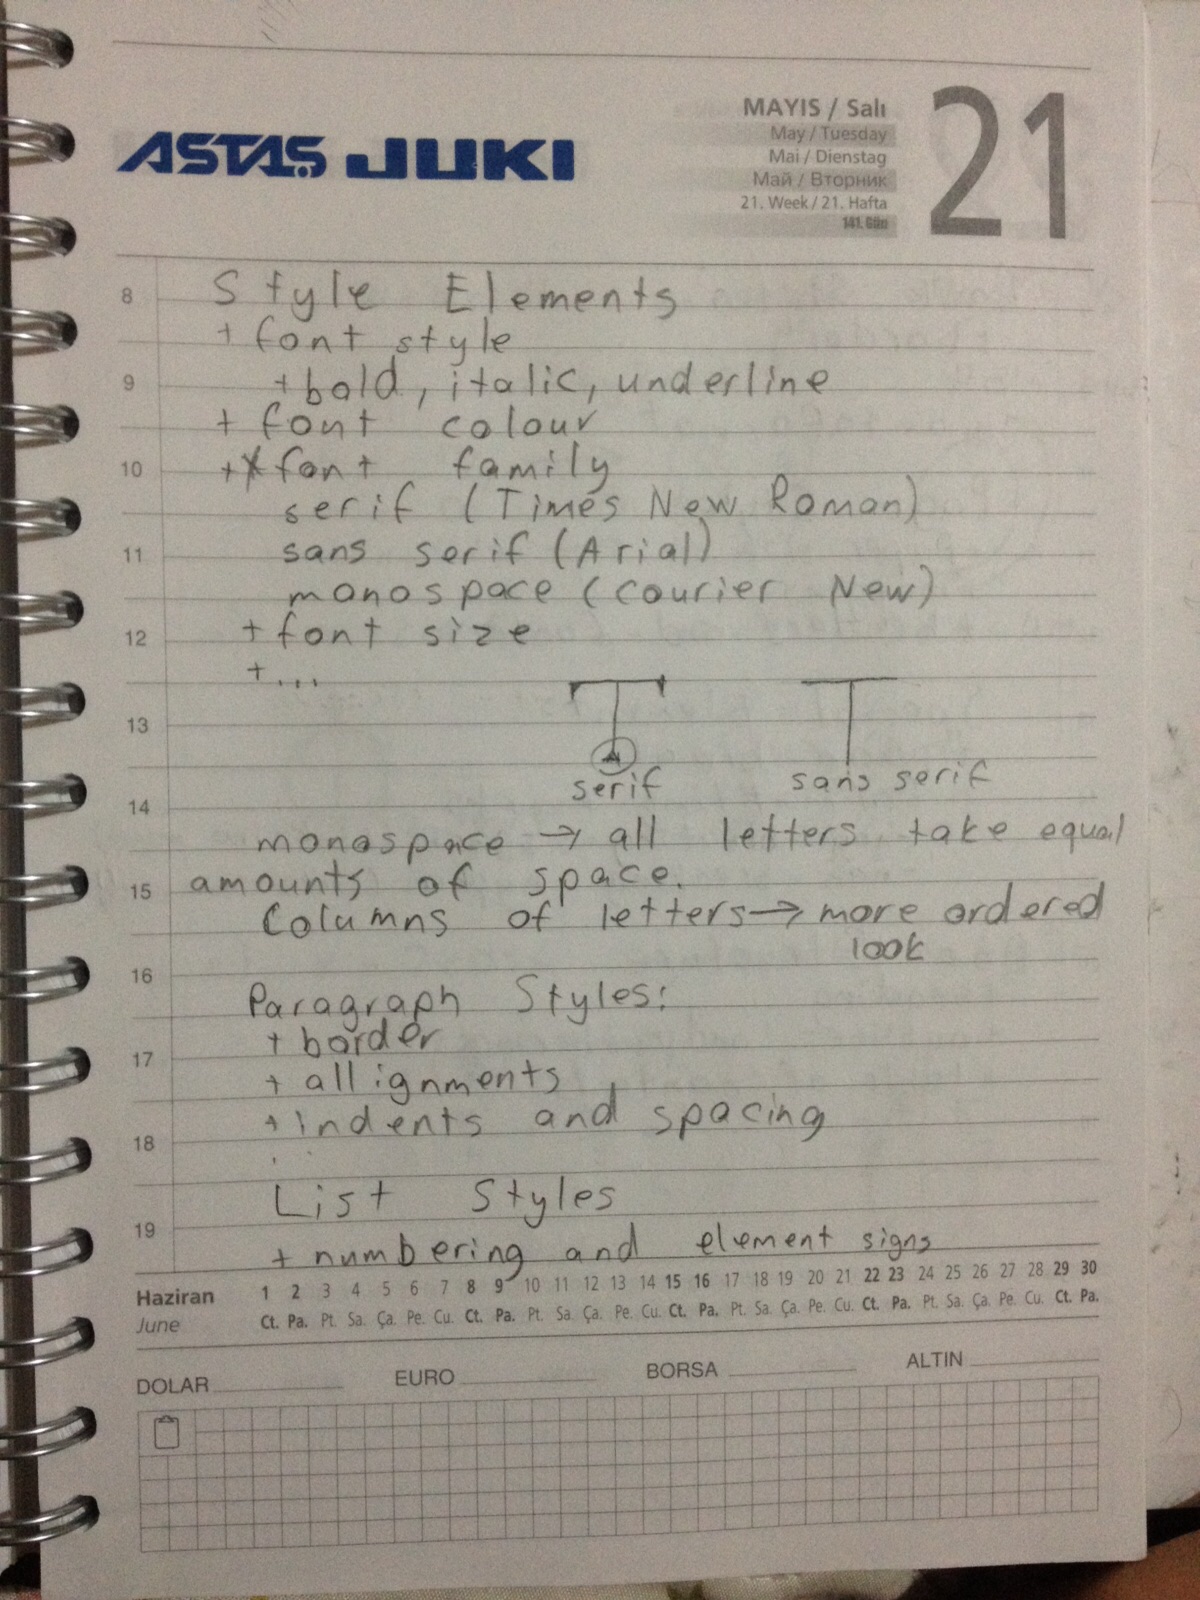 ASTAŞ JUKI
MAYIS / Salı
May / Tuesday
Mai / Dienstag
Май / Вторник
21. Week / 21. Hafta
141. Gün
21
8 Style Elements
+ font style
9 + bold, italic, underline
+ font colour
10 + font family
serif (Times New Roman)
11 sans serif (Arial)
monospace (Courier New)
12 + font size
+ ...
13
serif sans serif
14
monospace → all letters take equal
15 amounts of space.
Columns of letters → more ordered
look
16
Paragraph Styles:
+ border
17
+ allignments
+ indents and spacing
18
List Styles
19
+ numbering and element signs
Haziran 1 2 3 4 5 6 7 8 9 10 11 12 13 14 15 16 17 18 19 20 21 22 23 24 25 26 27 28 29 30
June Ct. Pa. Pt. Sa. Ça. Pe. Cu. Ct. Pa. Pt. Sa. Ça. Pe. Cu. Ct. Pa. Pt. Sa. Ça. Pe. Cu. Ct. Pa. Pt. Sa. Ça. Pe. Cu. Ct. Pa.
DOLAR EURO BORSA ALTIN